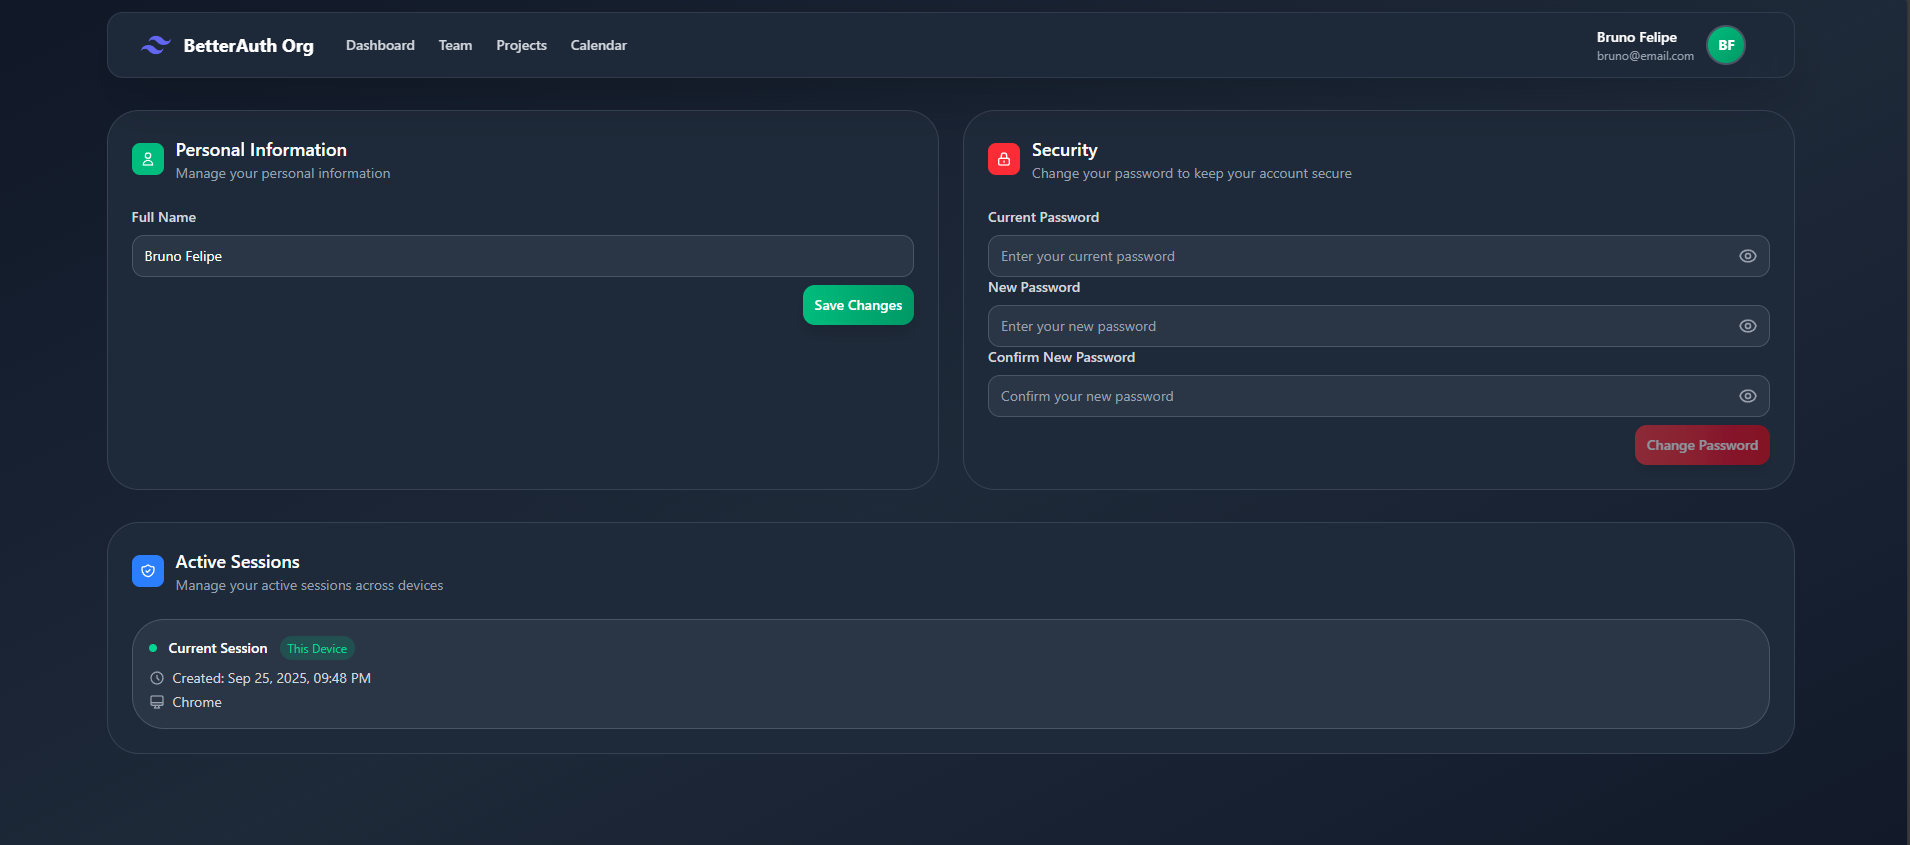 BetterAuth Org
Dashboard
Team
Projects
Calendar
Bruno Felipe
bruno@email.com
BF
Personal Information
Manage your personal information
Full Name
Bruno Felipe
Save Changes
Security
Change your password to keep your account secure
Current Password
Enter your current password
New Password
Enter your new password
Confirm New Password
Confirm your new password
Change Password
Active Sessions
Manage your active sessions across devices
Current Session
This Device
Created: Sep 25, 2025, 09:48 PM
Chrome